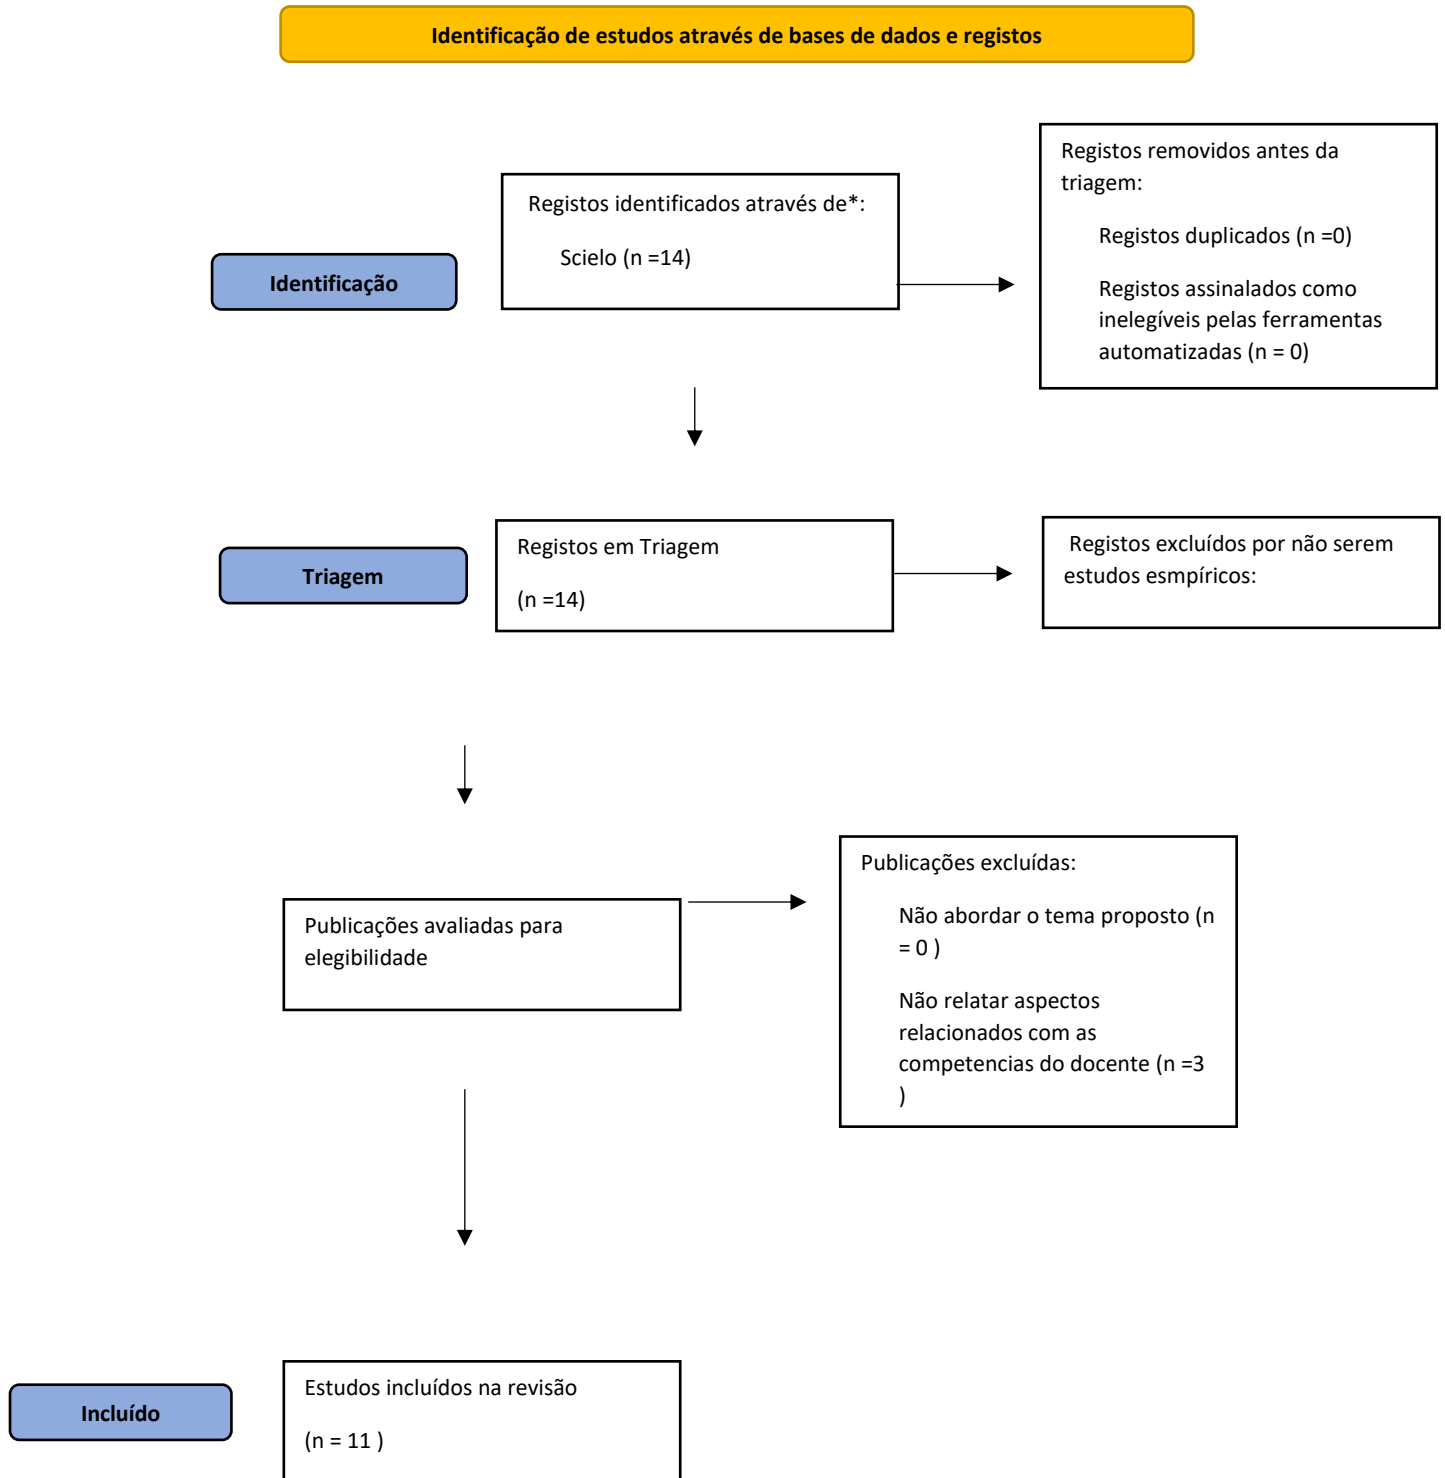 Identificação de estudos através de bases de dados e registos
Registos identificados através de*:
Scielo (n =14)
Identificação
Registos removidos antes da
triagem:
Registos duplicados (n =0)
Registos assinalados como
inelegíveis pelas ferramentas
automatizadas (n = 0)
Triagem
Registos em Triagem
(n =14)
Registos excluídos por não serem
estudos esmpíricos:
Publicações avaliadas para
elegibilidade
Publicações excluídas:
Não abordar o tema proposto (n
= 0 )
Não relatar aspectos
relacionados com as
competencias do docente (n =3
)
Incluído
Estudos incluídos na revisão
(n = 11 )